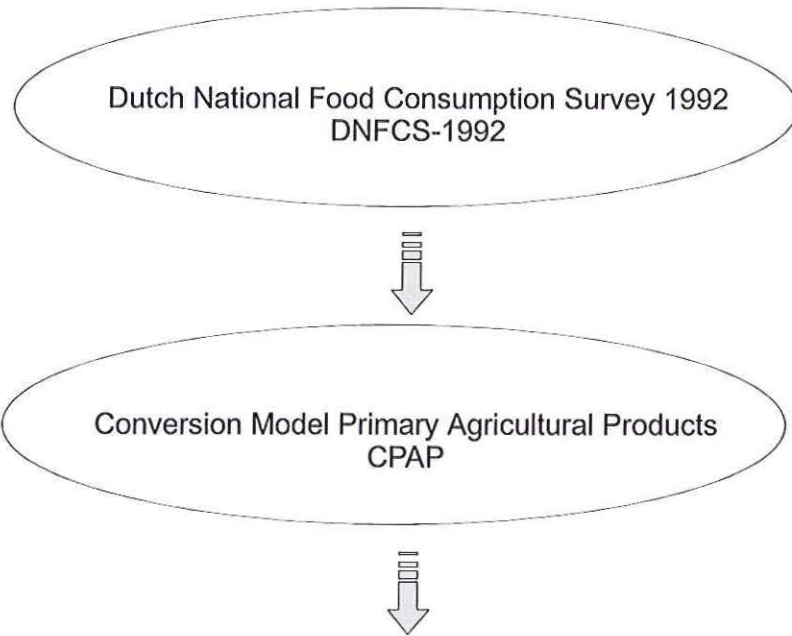 Dutch National Food Consumption Survey 1992
DNFCS-1992
Conversion Model Primary Agricultural Products
CPAP